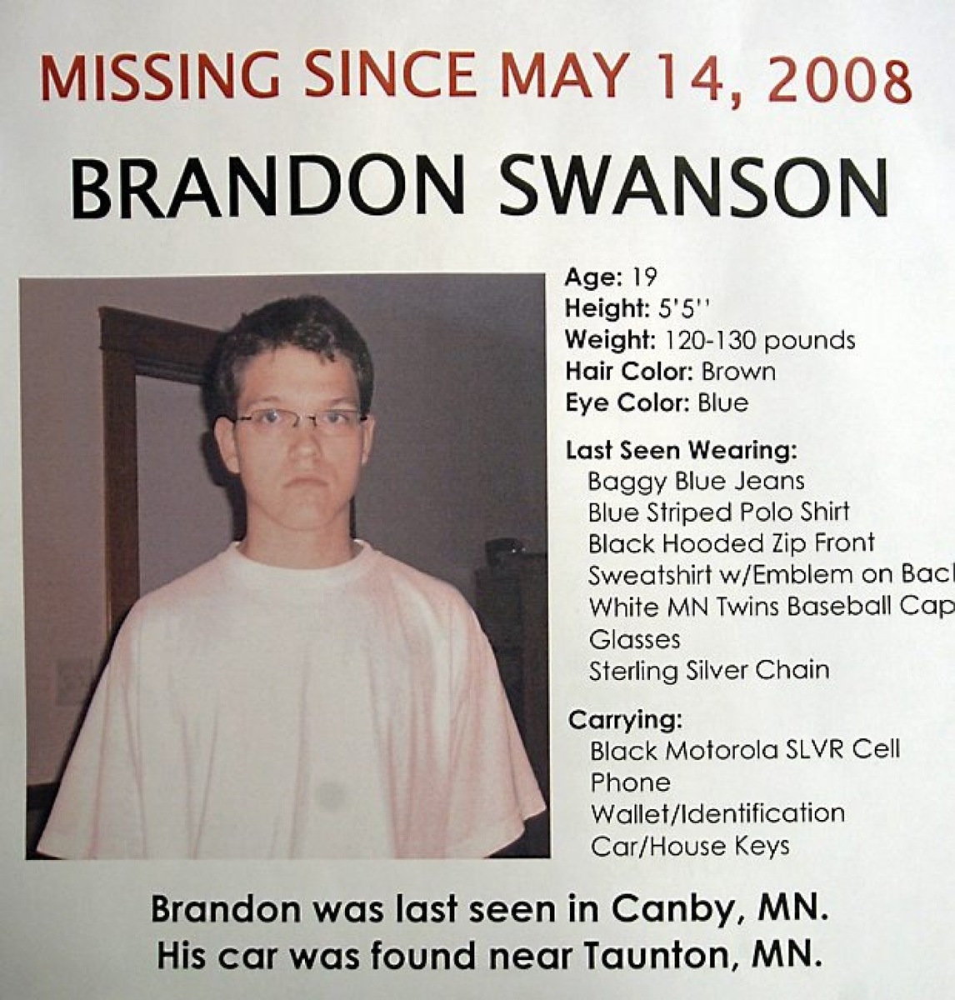 MISSING SINCE MAY 14, 2008
BRANDON SWANSON
Age: 19
Height: 5'5''
Weight: 120-130 pounds
Hair Color: Brown
Eye Color: Blue
Last Seen Wearing:
Baggy Blue Jeans
Blue Striped Polo Shirt
Black Hooded Zip Front
Sweatshirt w/Emblem on Bac
White MN Twins Baseball Cap
Glasses
Sterling Silver Chain
Carrying:
Black Motorola SLVR Cell
Phone
Wallet/Identification
Car/House Keys
Brandon was last seen in Canby, MN.
His car was found near Taunton, MN.